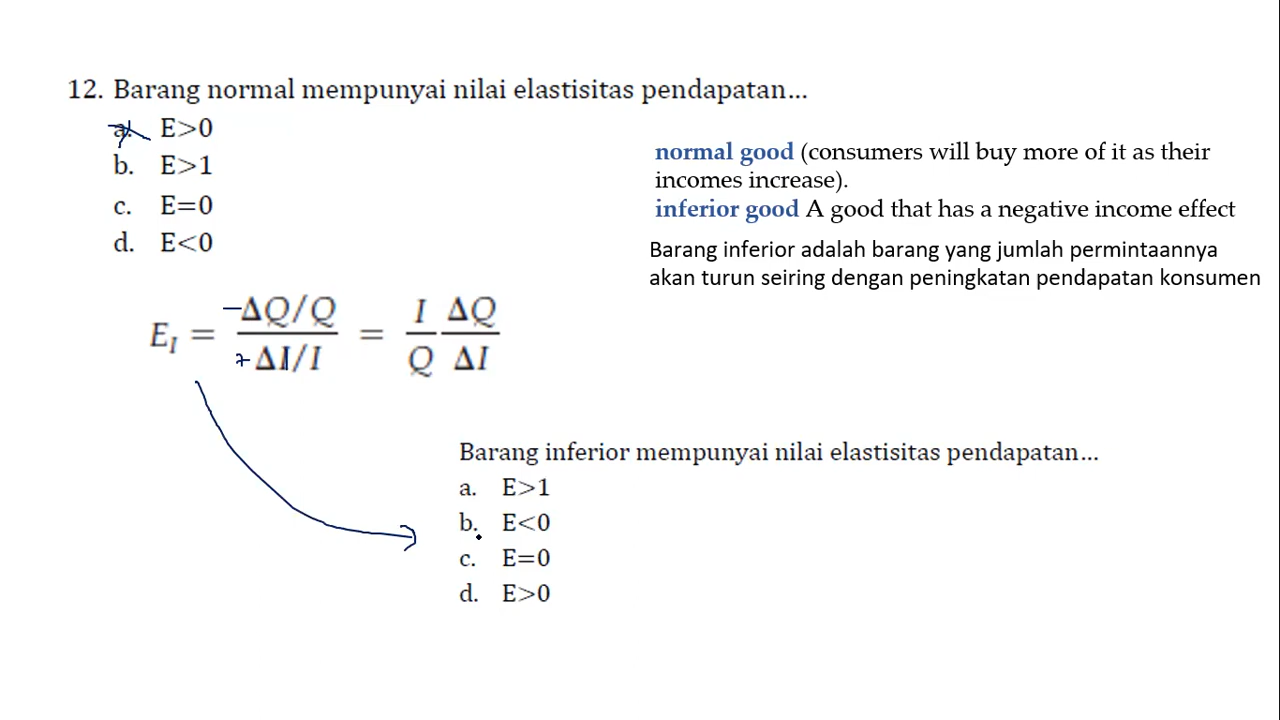 12. Barang normal mempunyai nilai elastisitas pendapatan...
a. E>0
b. E>1
c. E=0
d. E<0
normal good (consumers will buy more of it as their
incomes increase).
inferior good A good that has a negative income effect
Barang inferior adalah barang yang jumlah permintaannya
akan turun seiring dengan peningkatan pendapatan konsumen
E_I = -ΔQ/Q / +ΔI/I = I/Q ΔQ/ΔI
Barang inferior mempunyai nilai elastisitas pendapatan...
a. E>1
b. E<0
c. E=0
d. E>0